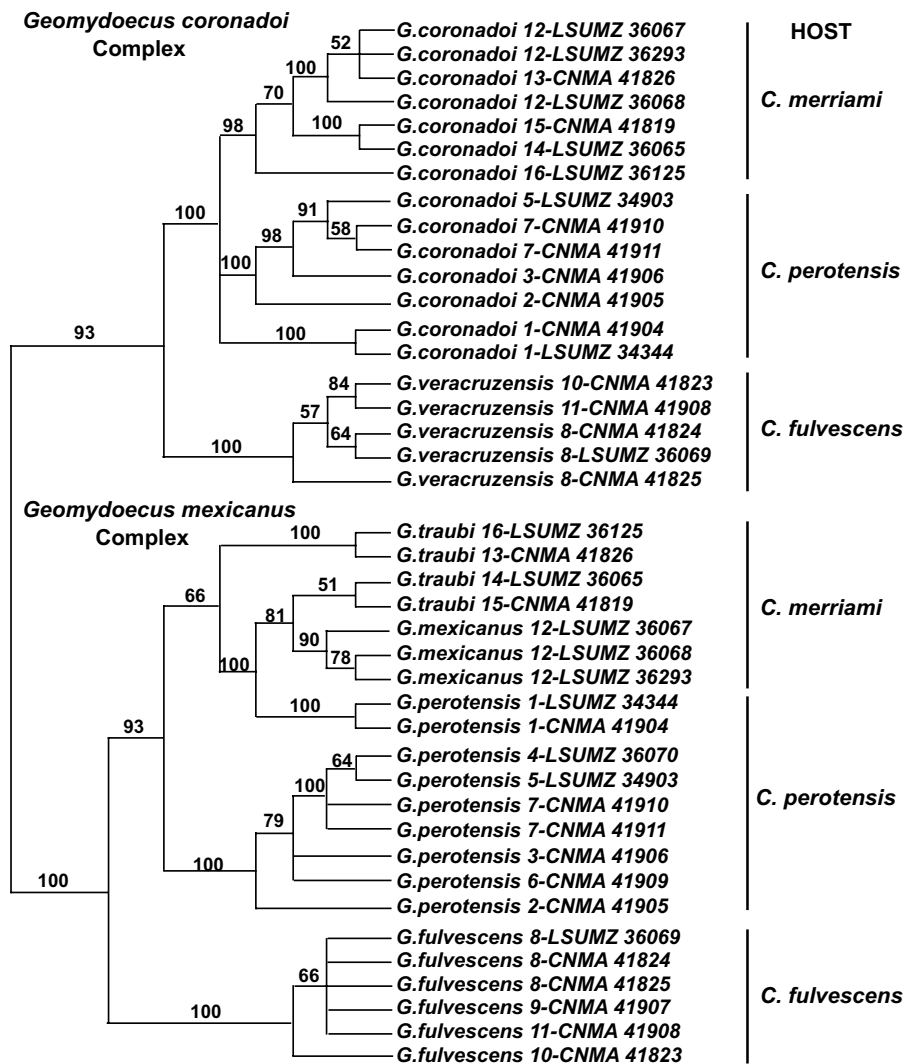 Geomydoecus coronadoi
Complex
HOST
52
G.coronadoi 12-LSUMZ 36067
G.coronadoi 12-LSUMZ 36293
100
G.coronadoi 13-CNMA 41826
70
G.coronadoi 12-LSUMZ 36068
C. merriami
98
100
G.coronadoi 15-CNMA 41819
G.coronadoi 14-LSUMZ 36065
G.coronadoi 16-LSUMZ 36125
100
91
G.coronadoi 5-LSUMZ 34903
58
G.coronadoi 7-CNMA 41910
98
G.coronadoi 7-CNMA 41911
100
G.coronadoi 3-CNMA 41906
C. perotensis
G.coronadoi 2-CNMA 41905
93
100
G.coronadoi 1-CNMA 41904
G.coronadoi 1-LSUMZ 34344
84
G.veracruzensis 10-CNMA 41823
57
G.veracruzensis 11-CNMA 41908
C. fulvescens
100
64
G.veracruzensis 8-CNMA 41824
G.veracruzensis 8-LSUMZ 36069
G.veracruzensis 8-CNMA 41825
Geomydoecus mexicanus
Complex
100
G.traubi 16-LSUMZ 36125
G.traubi 13-CNMA 41826
66
51
G.traubi 14-LSUMZ 36065
C. merriami
81
G.traubi 15-CNMA 41819
90
G.mexicanus 12-LSUMZ 36067
100
78
G.mexicanus 12-LSUMZ 36068
G.mexicanus 12-LSUMZ 36293
100
G.perotensis 1-LSUMZ 34344
93
G.perotensis 1-CNMA 41904
64
G.perotensis 4-LSUMZ 36070
100
G.perotensis 5-LSUMZ 34903
C. perotensis
79
G.perotensis 7-CNMA 41910
G.perotensis 7-CNMA 41911
100
G.perotensis 3-CNMA 41906
100
G.perotensis 6-CNMA 41909
G.perotensis 2-CNMA 41905
G.fulvescens 8-LSUMZ 36069
66
G.fulvescens 8-CNMA 41824
G.fulvescens 8-CNMA 41825
C. fulvescens
100
G.fulvescens 9-CNMA 41907
G.fulvescens 11-CNMA 41908
G.fulvescens 10-CNMA 41823